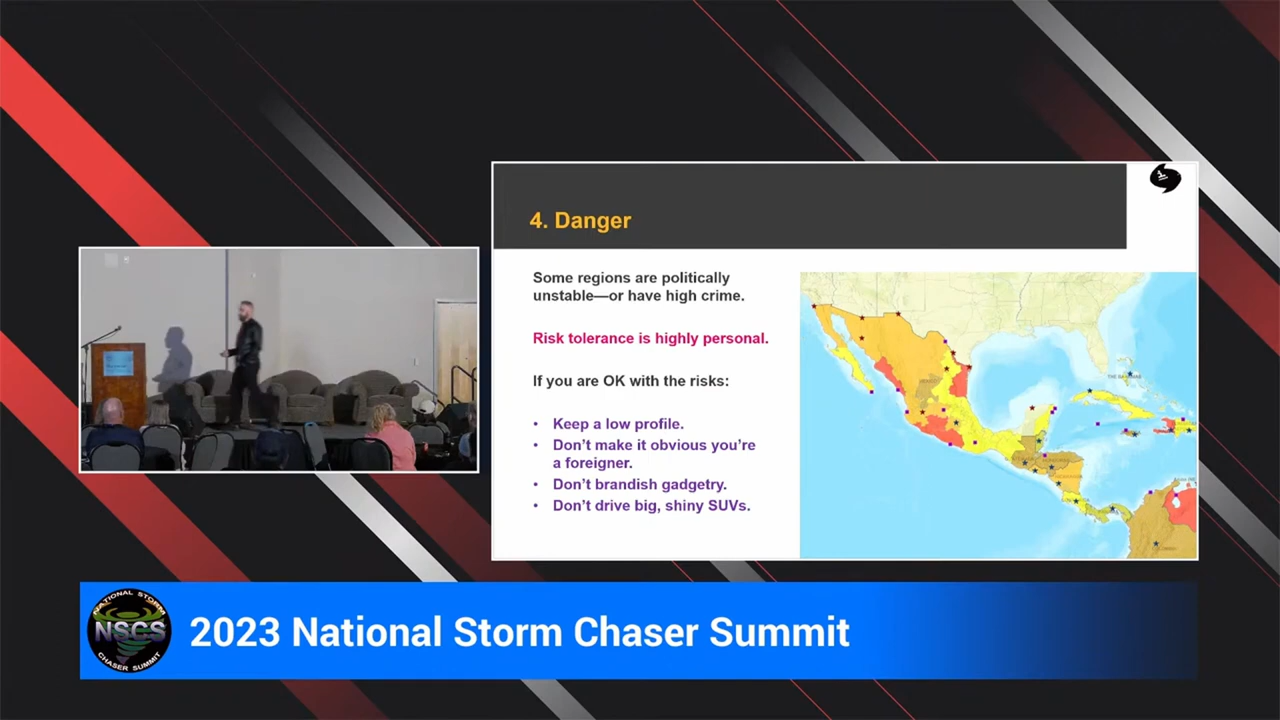 4. Danger
Some regions are politically
unstable—or have high crime.
Risk tolerance is highly personal.
If you are OK with the risks:
• Keep a low profile.
• Don’t make it obvious you’re
a foreigner.
• Don’t brandish gadgetry.
• Don’t drive big, shiny SUVs.
NATIONAL STORM
NSCS
CHASER SUMMIT
2023 National Storm Chaser Summit